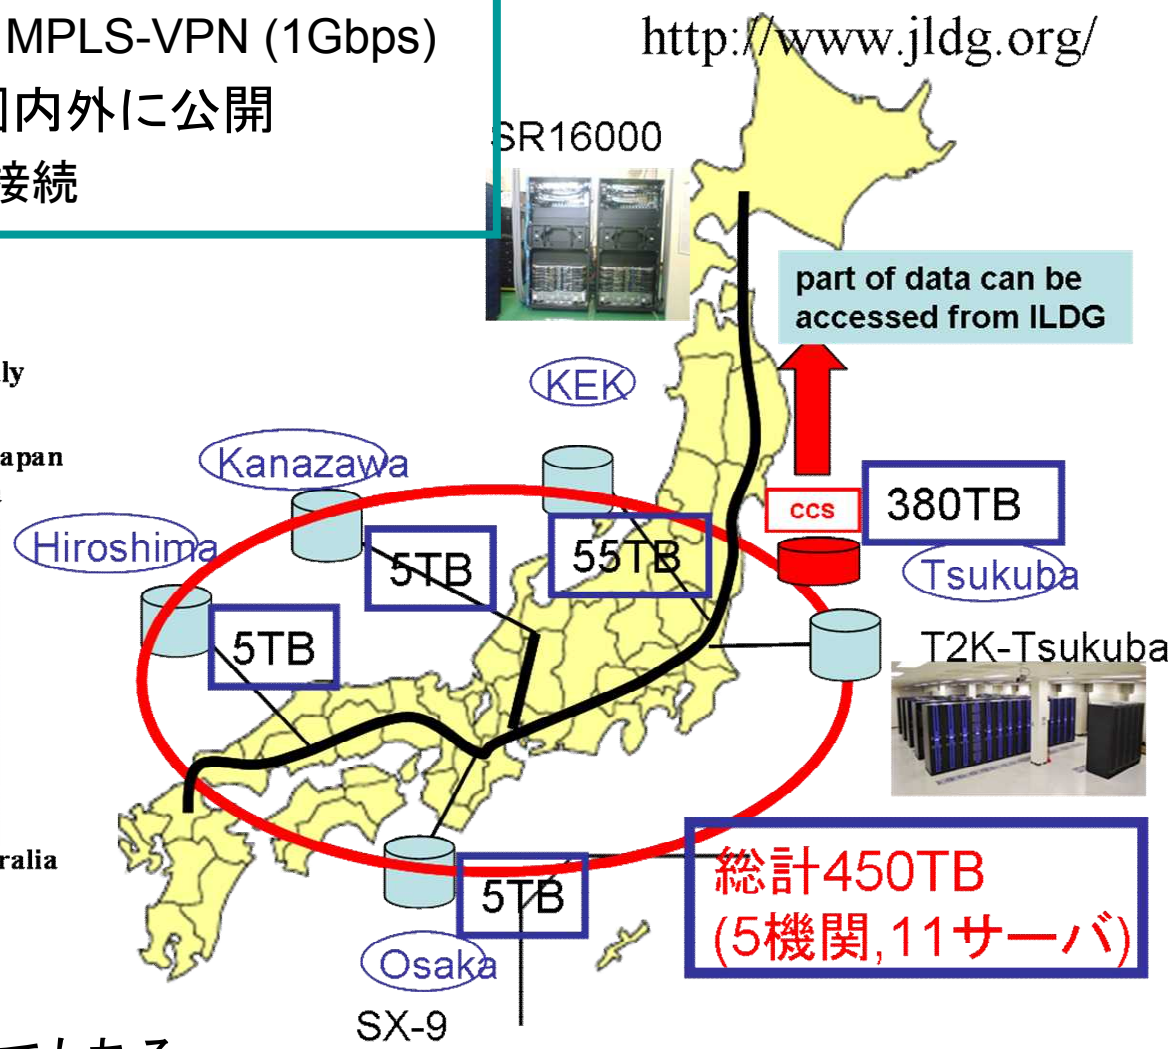 MPLS-VPN (1Gbps)
国内外に公開
接続
http://www.jldg.org/
SR16000
part of data can be
accessed from ILDG
KEK
Kanazawa
Hiroshima
5TB
55TB
ccs
380TB
Tsukuba
5TB
T2K-Tsukuba
総計450TB
(5機関,11サーバ)
5TB
Osaka
SX-9